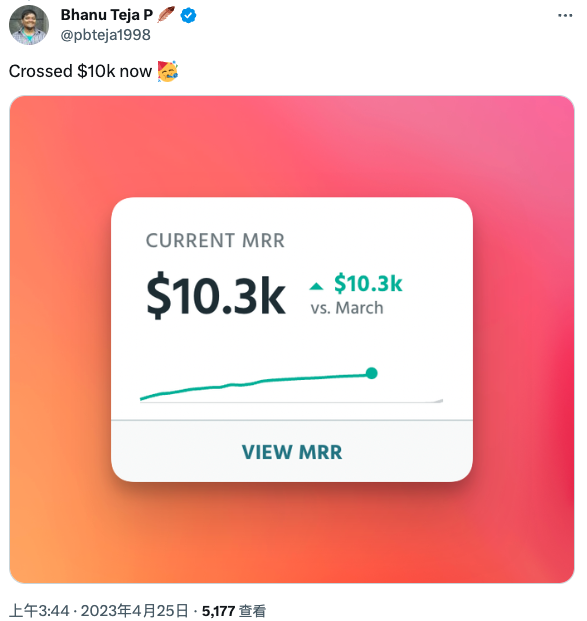 Bhanu Teja P 🪶
@pbteja1998
Crossed $10k now 🥳
CURRENT MRR
$10.3k
▲ $10.3k
vs. March
VIEW MRR
上午3:44 · 2023年4月25日 · 5,177 查看